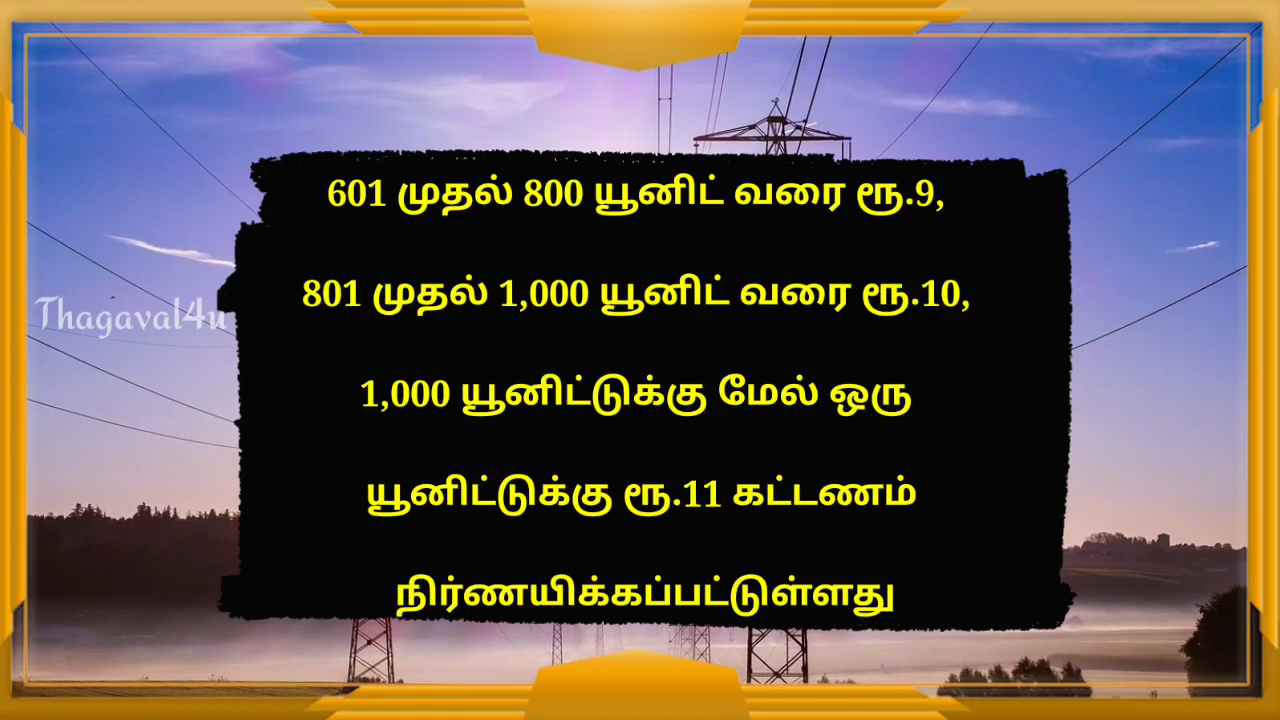 601 முதல் 800 யூனிட் வரை ரூ.9,
801 முதல் 1,000 யூனிட் வரை ரூ.10,
Thagaval4u
1,000 யூனிட்டுக்கு மேல் ஒரு
யூனிட்டுக்கு ரூ.11 கட்டணம்
நிர்ணயிக்கப்பட்டுள்ளது